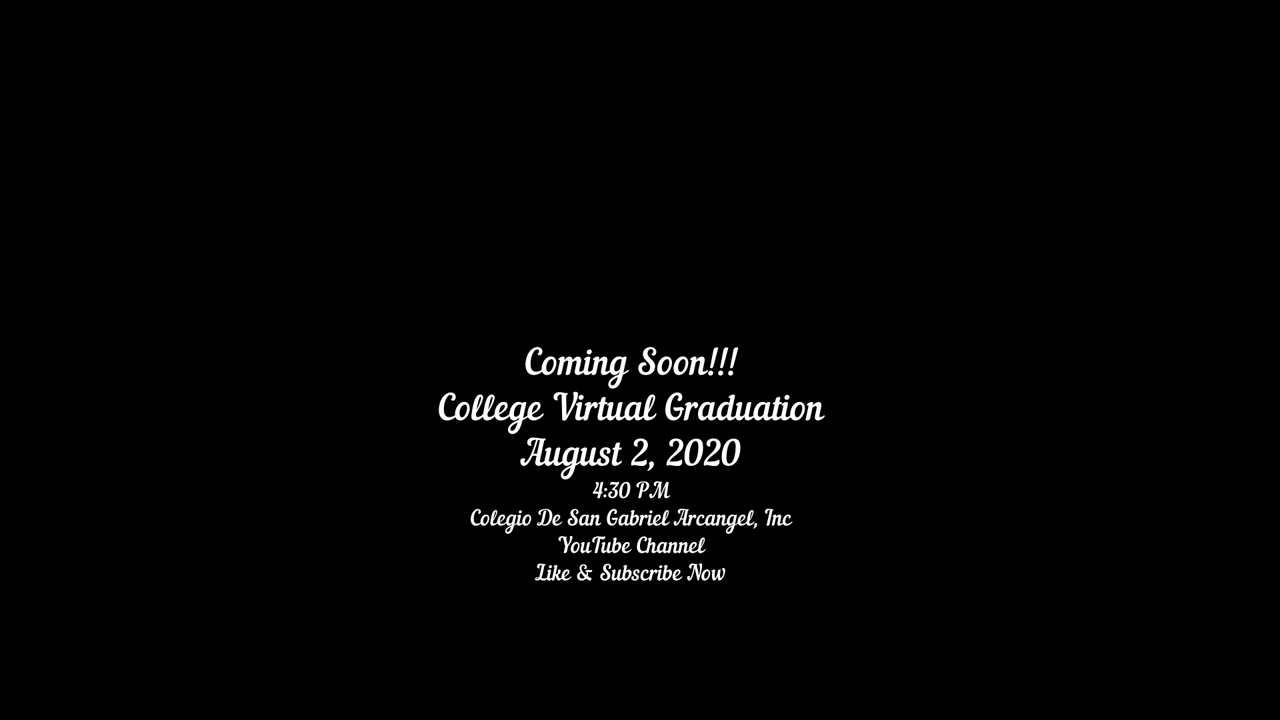 Coming Soon!!!
College Virtual Graduation
August 2, 2020
4:30 PM
Colegio De San Gabriel Arcangel, Inc
YouTube Channel
Like & Subscribe Now